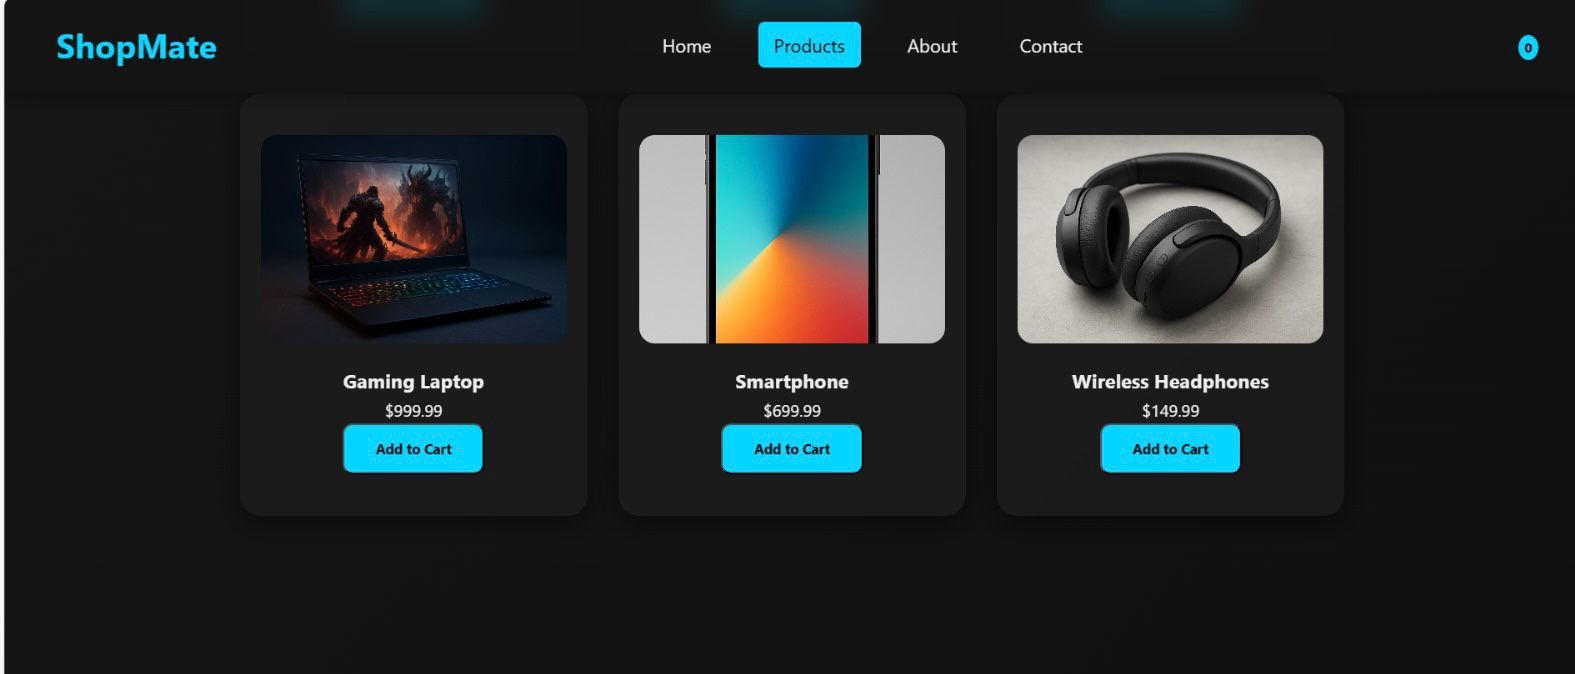 ShopMate
Home Products About Contact
0
Gaming Laptop
$999.99
Add to Cart
Smartphone
$699.99
Add to Cart
Wireless Headphones
$149.99
Add to Cart